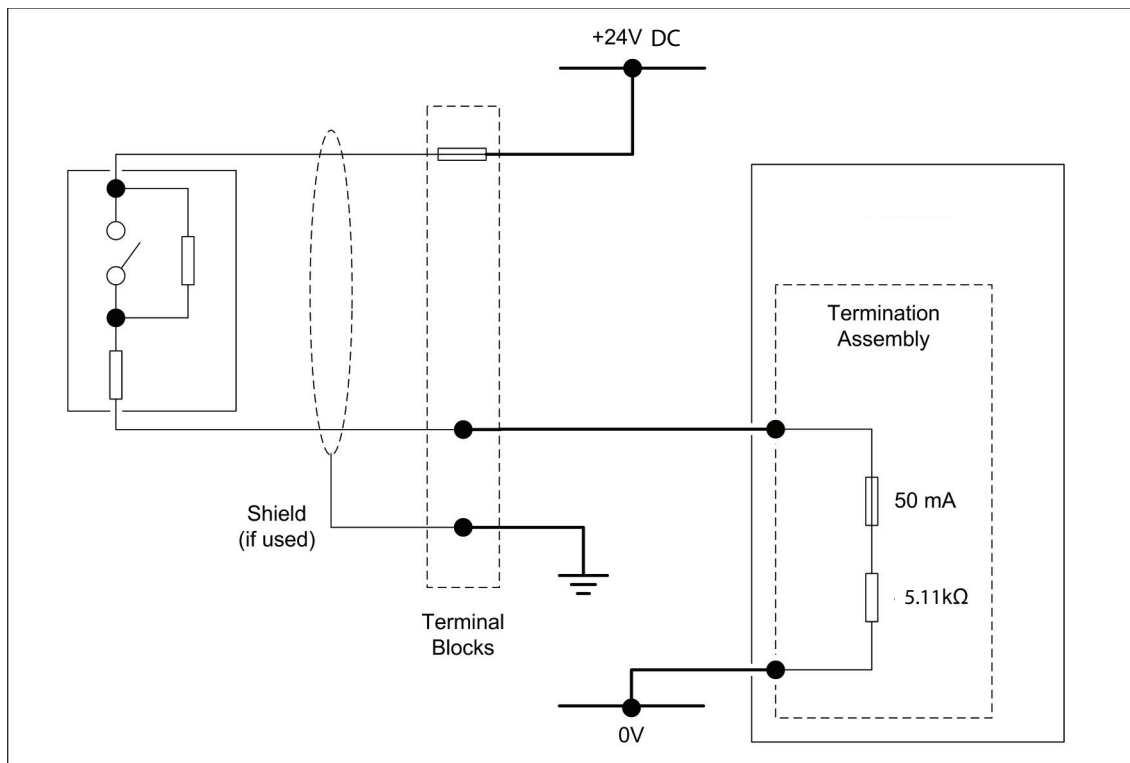 +24V DC
Termination
Assembly
50 mA
5.11kΩ
Shield
(if used)
Terminal
Blocks
0V